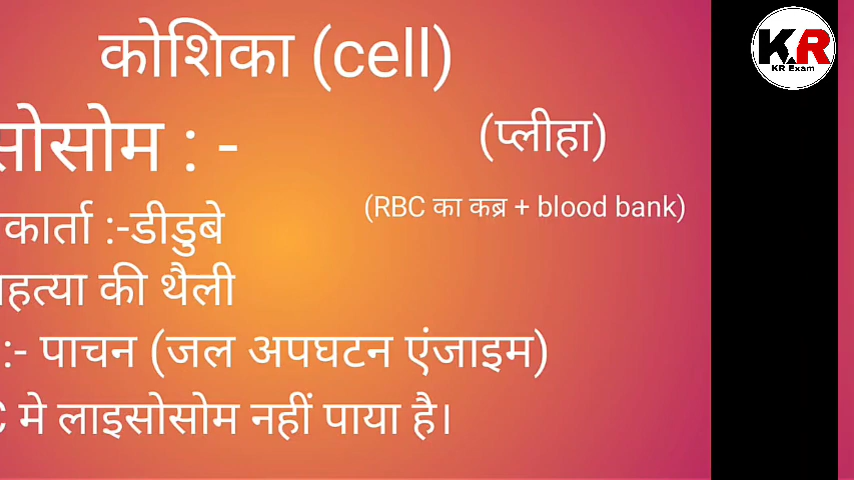 कोशिका (cell)
सोसोम : -
(प्लीहा)
कार्ता :-डीडुबे
(RBC का कब्र + blood bank)
हत्या की थैली
:- पाचन (जल अपघटन एंजाइम)
C मे लाइसोसोम नहीं पाया है।
KR
KR Exam